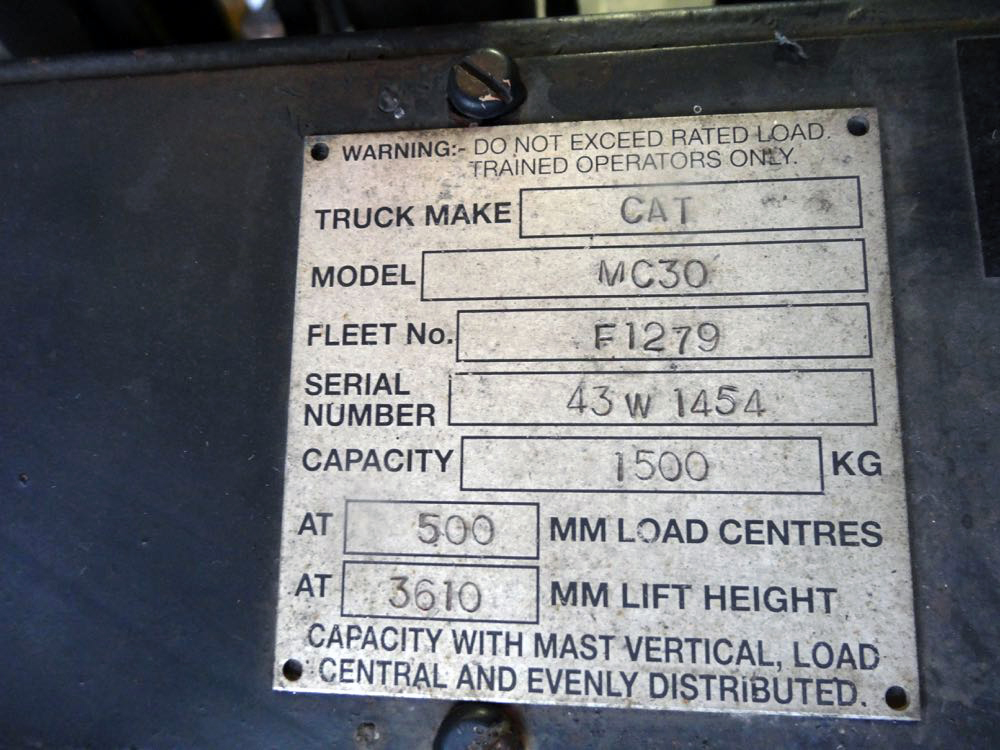 WARNING:- DO NOT EXCEED RATED LOAD.
TRAINED OPERATORS ONLY.
TRUCK MAKE CAT
MODEL MC30
FLEET No. F1279
SERIAL
NUMBER 43W 1454
CAPACITY 1500 KG
AT 500 MM LOAD CENTRES
AT 3610 MM LIFT HEIGHT
CAPACITY WITH MAST VERTICAL, LOAD
CENTRAL AND EVENLY DISTRIBUTED.